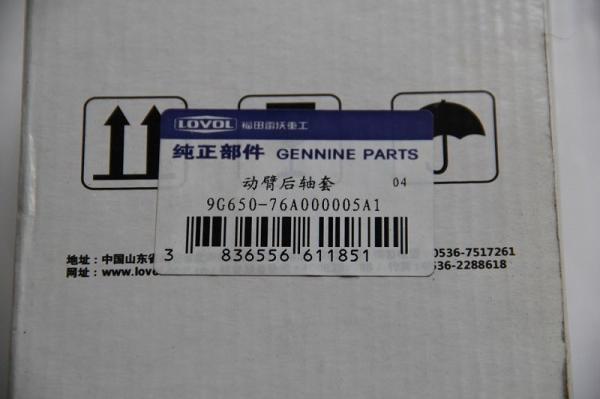 LOVOL 福田雷沃重工
纯正部件 GENNINE PARTS
动臂后轴套 04
9G650-76A000005A1
3 836556 611851
地址：中国山东省 0536-7517261
网址：www.lovol 536-2288618